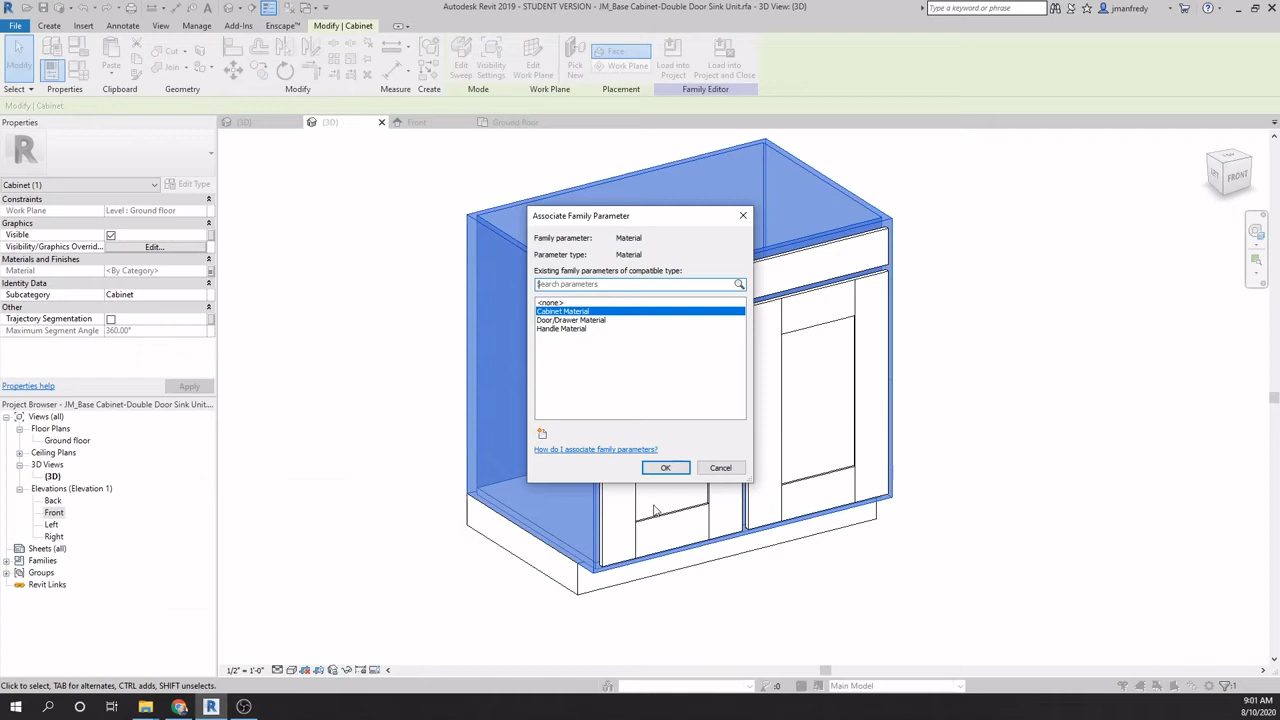 Autodesk Revit 2019 - STUDENT VERSION - JM_Base Cabinet-Double Door Sink Unit.rfa - 3D View: {3D}
Type a keyword or phrase
jmanfredy
File Create Insert Annotate View Manage Add-Ins Enscape™ Modify | Cabinet
Modify
Paste
Cut
Join
Edit Sweep
Visibility Settings
Edit Work Plane
Pick New
Face
Work Plane
Load into Project
Load into Project and Close
Select Properties Clipboard Geometry Modify Measure Create Mode Work Plane Placement Family Editor
Modify | Cabinet
Properties
{3D} {3D} Front Ground floor
Cabinet (1) Edit Type
Constraints
Work Plane Level : Ground floor
Graphics
Visible
Visibility/Graphics Overrid... Edit...
Materials and Finishes
Material <By Category>
Identity Data
Subcategory Cabinet
Other
Trajectory Segmentation
Maximum Segment Angle 360.00°
Properties help Apply
Project Browser - JM_Base Cabinet-Double Door Sink Unit....
Views (all)
Floor Plans
Ground floor
Ceiling Plans
3D Views
{3D}
Elevations (Elevation 1)
Back
Front
Left
Right
Sheets (all)
Families
Groups
Revit Links
Associate Family Parameter
Family parameter: Material
Parameter type: Material
Existing family parameters of compatible type:
Search parameters
<none>
Cabinet Material
Door/Drawer Material
Handle Material
How do I associate family parameters?
OK Cancel
FRONT
1/2" = 1'-0"
Click to select, TAB for alternates, CTRL adds, SHIFT unselects.
:0
Main Model
:1
9:01 AM
8/10/2020